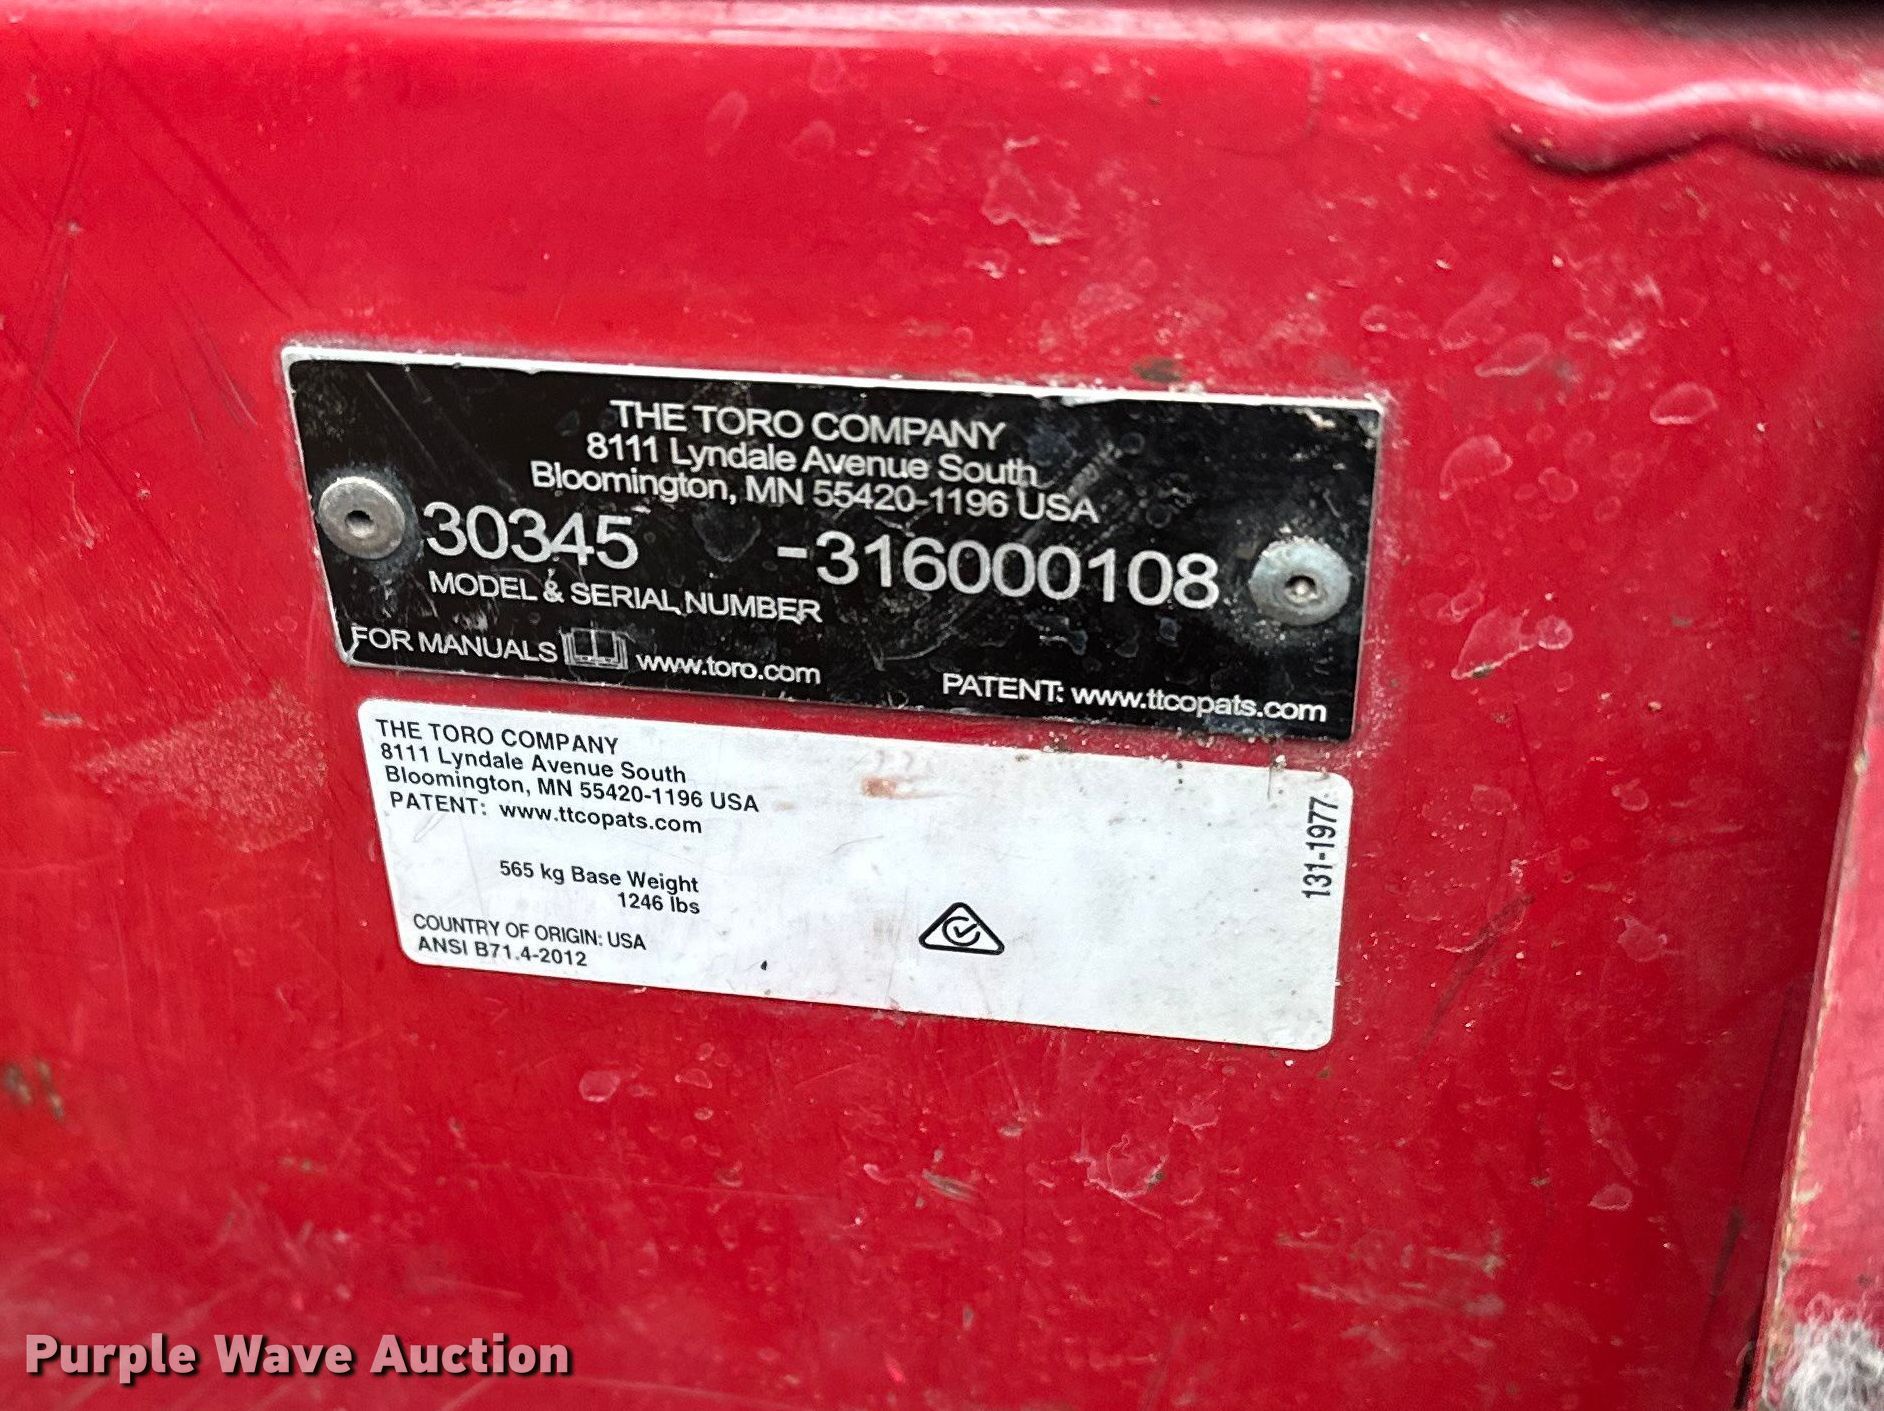 THE TORO COMPANY
8111 Lyndale Avenue South
Bloomington, MN 55420-1196 USA
30345 -316000108
MODEL & SERIAL NUMBER
FOR MANUALS www.toro.com
PATENT: www.ttcopats.com
THE TORO COMPANY
8111 Lyndale Avenue South
Bloomington, MN 55420-1196 USA
PATENT: www.ttcopats.com
131-1977
565 kg Base Weight
1246 lbs
COUNTRY OF ORIGIN: USA
ANSI B71.4-2012
Purple Wave Auction